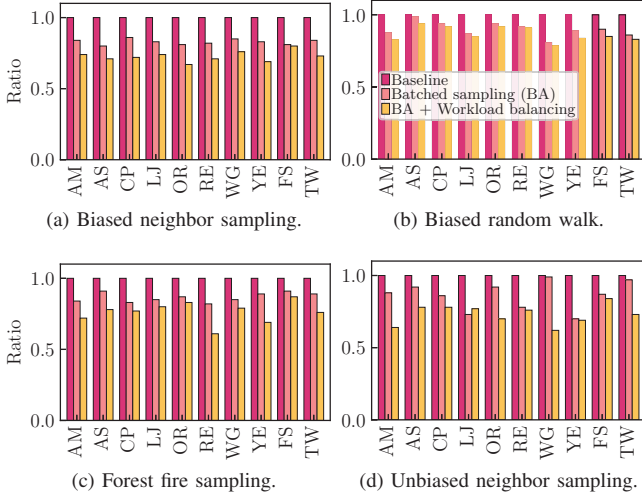 Ratio
1.0
0.5
0.0
AM AS CP LJ OR RE WG YE FS TW
(a) Biased neighbor sampling.
1.0
0.5
0.0
Baseline
Batched sampling (BA)
BA + Workload balancing
AM AS CP LJ OR RE WG YE FS TW
(b) Biased random walk.
Ratio
1.0
0.5
0.0
AM AS CP LJ OR RE WG YE FS TW
(c) Forest fire sampling.
1.0
0.5
0.0
AM AS CP LJ OR RE WG YE FS TW
(d) Unbiased neighbor sampling.